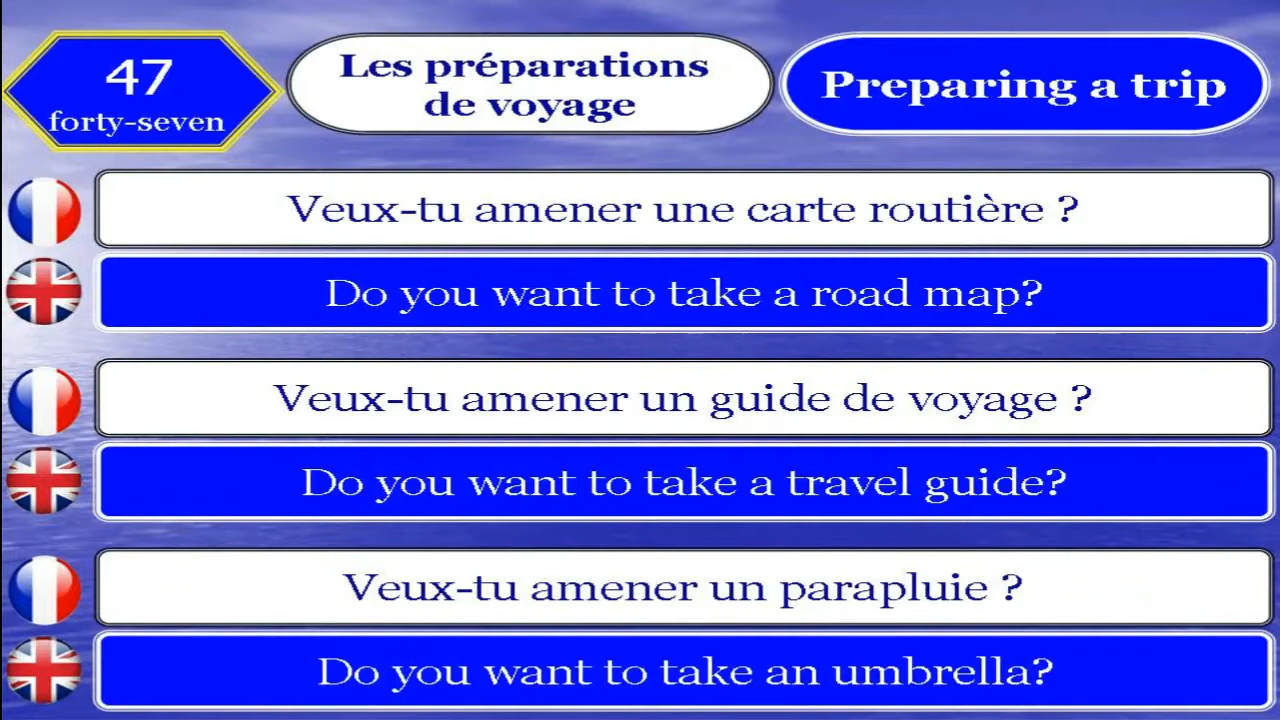 47
forty-seven
Les préparations
de voyage
Preparing a trip
Veux-tu amener une carte routière ?
Do you want to take a road map?
Veux-tu amener un guide de voyage ?
Do you want to take a travel guide?
Veux-tu amener un parapluie ?
Do you want to take an umbrella?